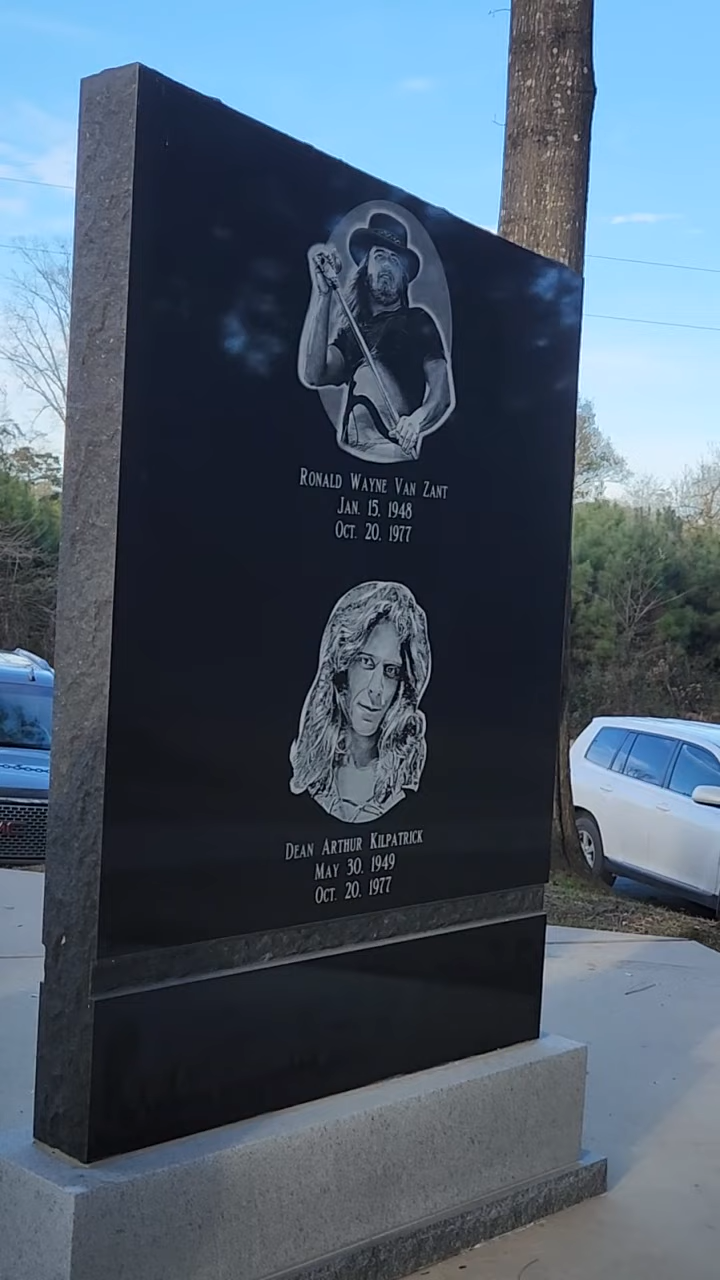 Ronald Wayne Van Zant
Jan. 15, 1948
Oct. 20, 1977
Dean Arthur Kilpatrick
May 30, 1949
Oct. 20, 1977
GMC